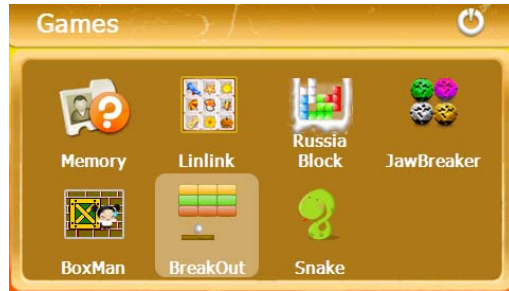 Games
Memory
Linlink
Russia
Block
JawBreaker
BoxMan
BreakOut
Snake